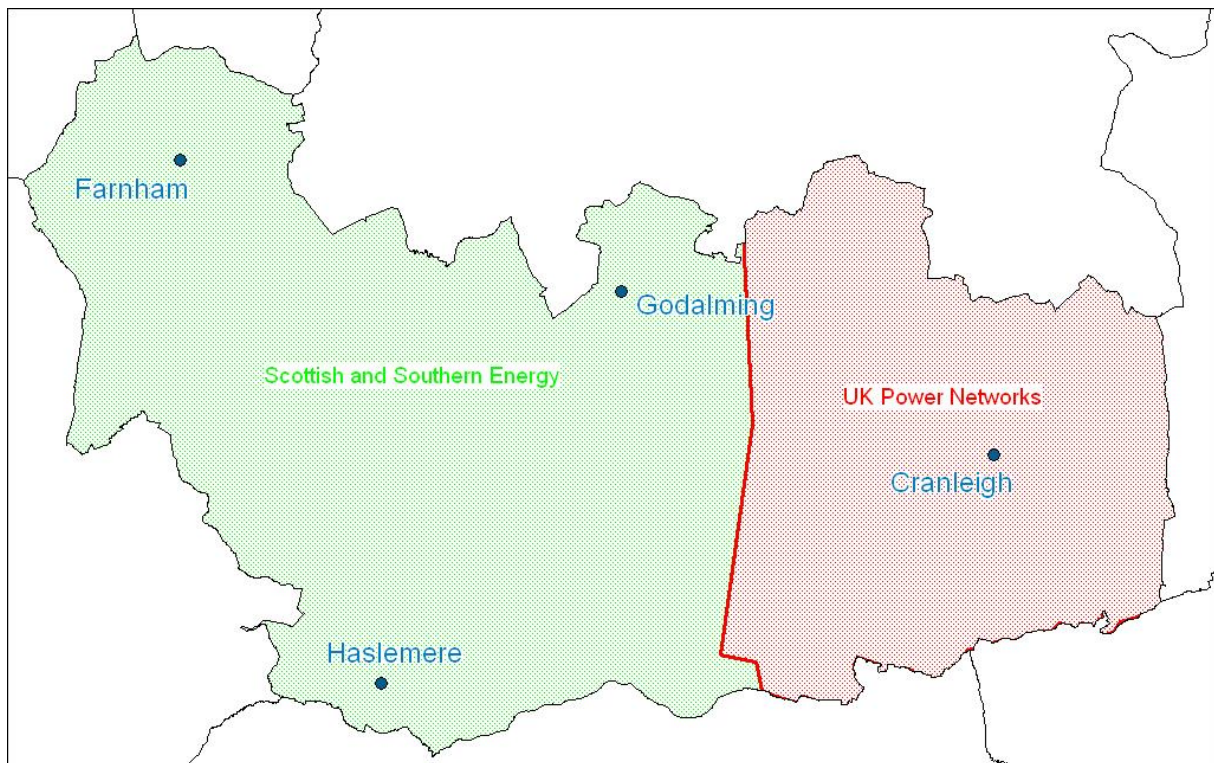 Farnham
Godalming
Scottish and Southern Energy
UK Power Networks
Cranleigh
Haslemere